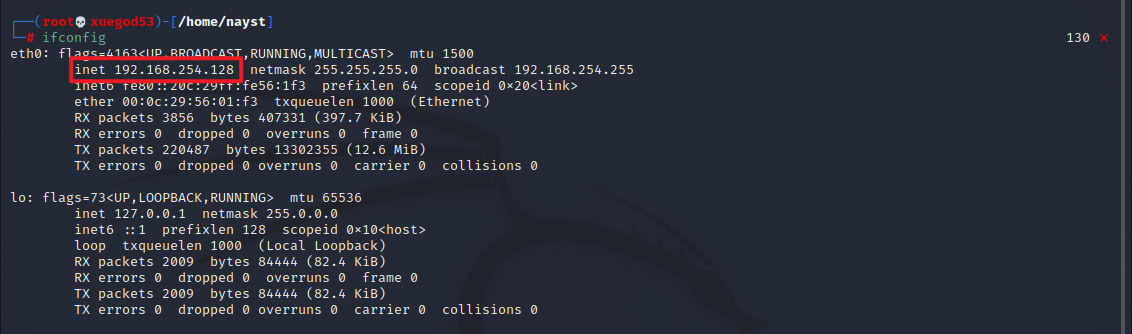 ┌──(root💀xuegod53)-[/home/nayst]
└─# ifconfig 130 ⨯
eth0: flags=4163<UP,BROADCAST,RUNNING,MULTICAST>  mtu 1500
        inet 192.168.254.128  netmask 255.255.255.0  broadcast 192.168.254.255
        inet6 fe80::20c:29ff:fe56:1f3  prefixlen 64  scopeid 0×20<link>
        ether 00:0c:29:56:01:f3  txqueuelen 1000  (Ethernet)
        RX packets 3856  bytes 407331 (397.7 KiB)
        RX errors 0  dropped 0  overruns 0  frame 0
        TX packets 220487  bytes 13302355 (12.6 MiB)
        TX errors 0  dropped 0 overruns 0  carrier 0  collisions 0

lo: flags=73<UP,LOOPBACK,RUNNING>  mtu 65536
        inet 127.0.0.1  netmask 255.0.0.0
        inet6 ::1  prefixlen 128  scopeid 0×10<host>
        loop  txqueuelen 1000  (Local Loopback)
        RX packets 2009  bytes 84444 (82.4 KiB)
        RX errors 0  dropped 0  overruns 0  frame 0
        TX packets 2009  bytes 84444 (82.4 KiB)
        TX errors 0  dropped 0 overruns 0  carrier 0  collisions 0